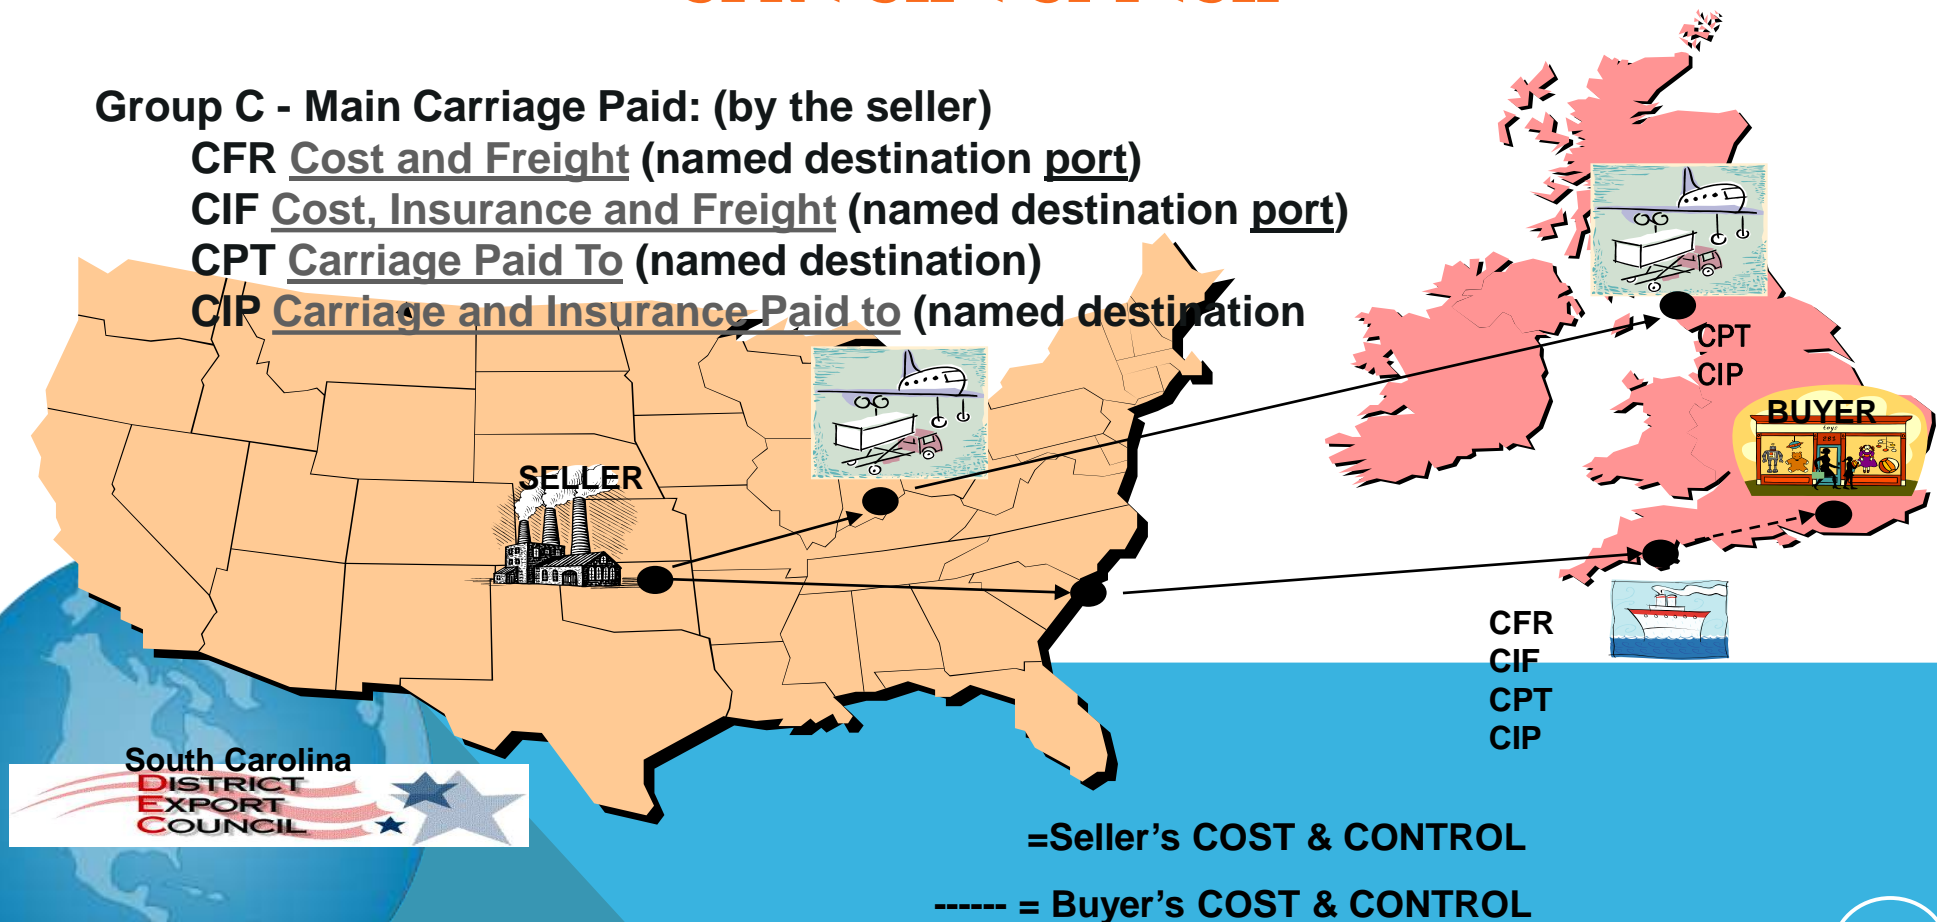 Group C - Main Carriage Paid: (by the seller)
CFR Cost and Freight (named destination port)
CIF Cost, Insurance and Freight (named destination port)
CPT Carriage Paid To (named destination)
CIP Carriage and Insurance Paid to (named destination
CPT
CIP
BUYER
toys
SELLER
CFR
CIF
CPT
CIP
South Carolina
DISTRICT
EXPORT
COUNCIL
=Seller’s COST & CONTROL
------ = Buyer’s COST & CONTROL